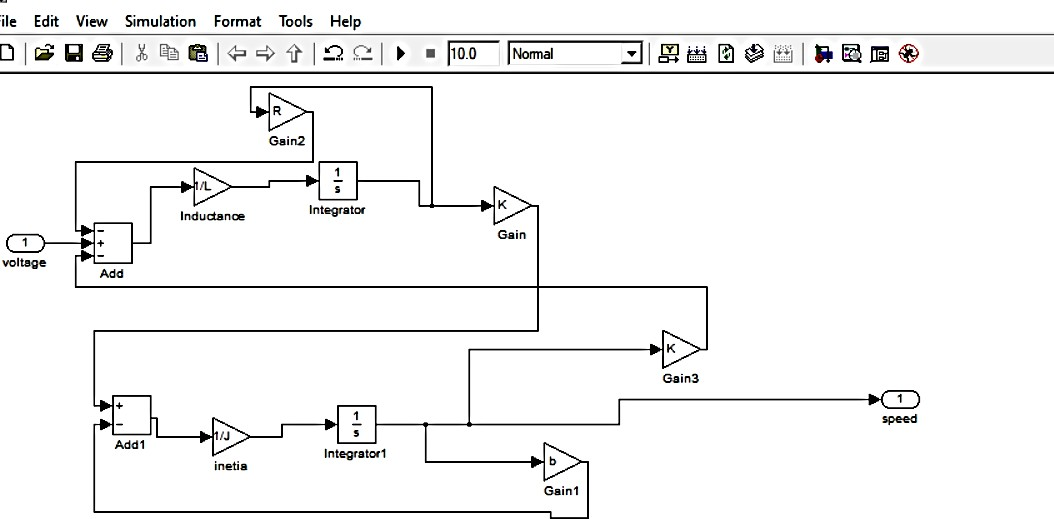 File Edit View Simulation Format Tools Help
10.0 Normal
R
Gain2
1/L
Inductance
1
s
Integrator
K
Gain
1
voltage
-
+
-
Add
K
Gain3
+
-
Add1
1/J
inetia
1
s
Integrator1
1
speed
b
Gain1